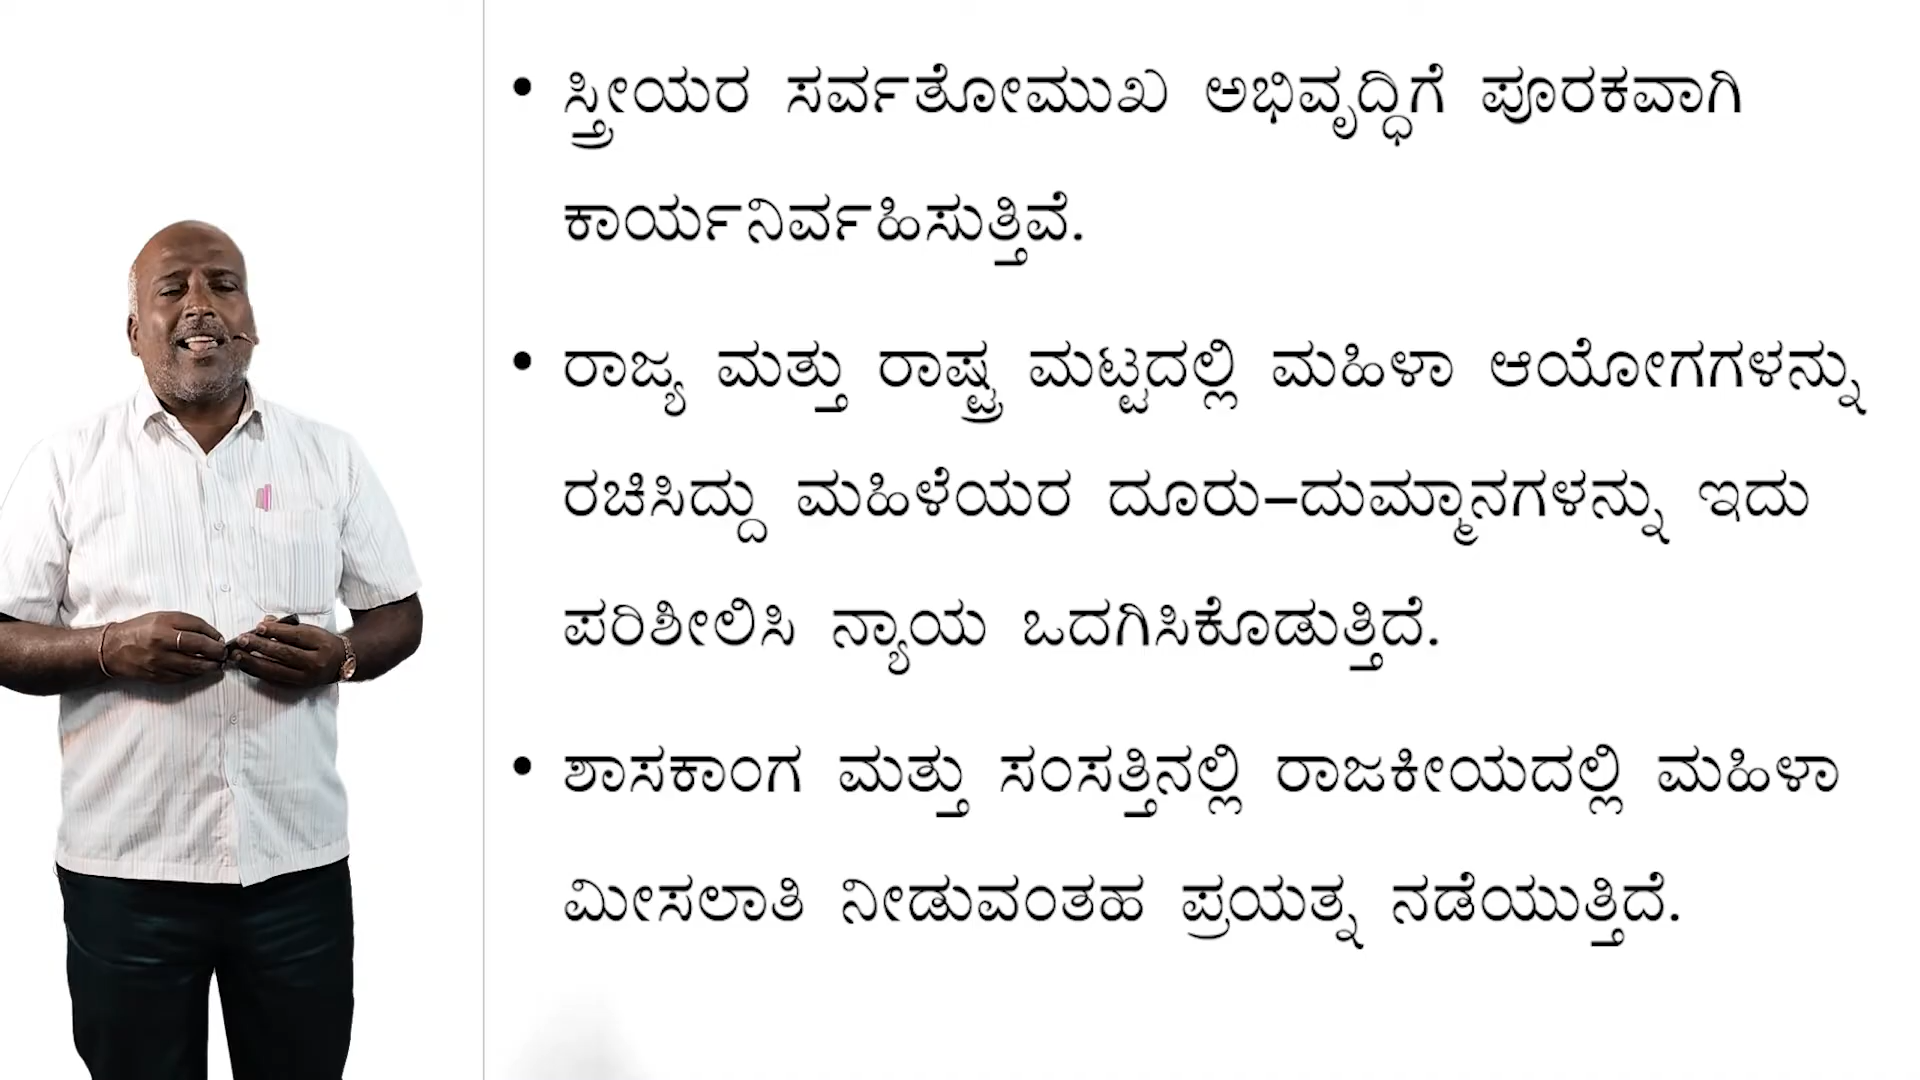 • ಸ್ತ್ರೀಯರ ಸರ್ವತೋಮುಖ ಅಭಿವೃದ್ಧಿಗೆ ಪೂರಕವಾಗಿ
ಕಾರ್ಯನಿರ್ವಹಿಸುತ್ತಿವೆ.
• ರಾಜ್ಯ ಮತ್ತು ರಾಷ್ಟ್ರ ಮಟ್ಟದಲ್ಲಿ ಮಹಿಳಾ ಆಯೋಗಗಳನ್ನು
ರಚಿಸಿದ್ದು ಮಹಿಳೆಯರ ದೂರು–ದುಮ್ಮಾನಗಳನ್ನು ಇದು
ಪರಿಶೀಲಿಸಿ ನ್ಯಾಯ ಒದಗಿಸಿಕೊಡುತ್ತಿದೆ.
• ಶಾಸಕಾಂಗ ಮತ್ತು ಸಂಸತ್ತಿನಲ್ಲಿ ರಾಜಕೀಯದಲ್ಲಿ ಮಹಿಳಾ
ಮೀಸಲಾತಿ ನೀಡುವಂತಹ ಪ್ರಯತ್ನ ನಡೆಯುತ್ತಿದೆ.